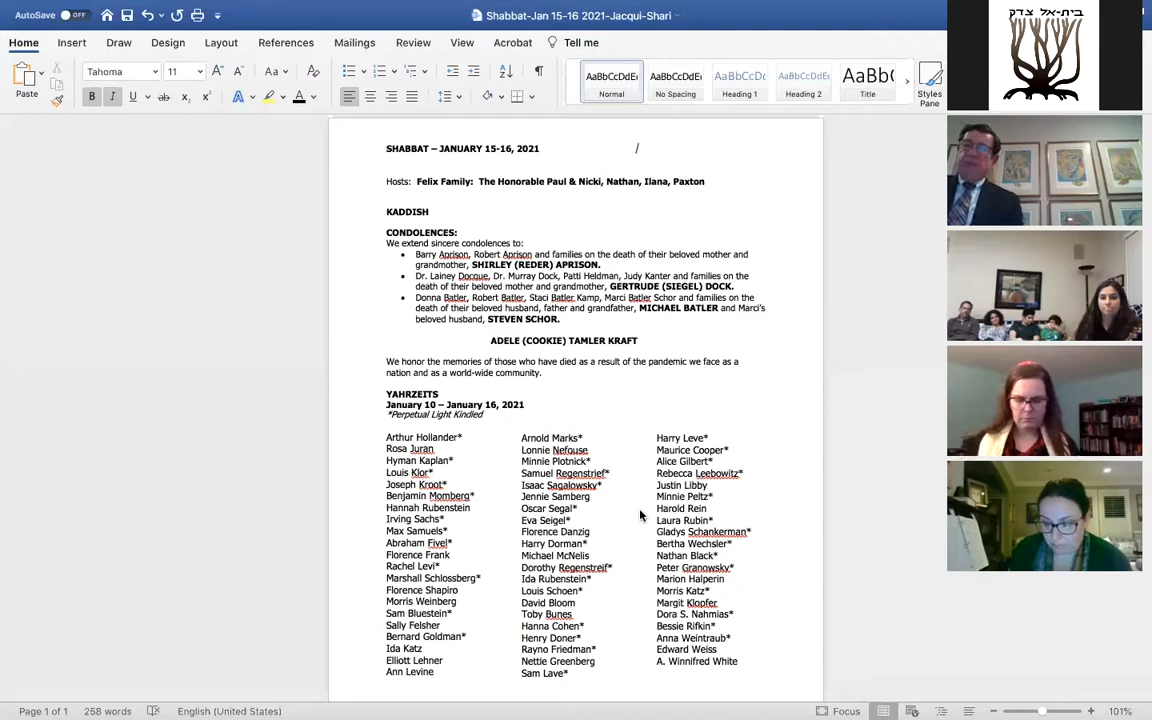 AutoSave OFF
Shabbat-Jan 15-16 2021-Jacqui-Shari
Home Insert Draw Design Layout References Mailings Review View Acrobat Tell me
Paste
Tahoma 11
AaBbCcDdEe AaBbCcDdEe AaBbCcDc AaBbCcDdEe AaBb(
Normal No Spacing Heading 1 Heading 2 Title
Styles Pane
בית-אל צדק
SHABBAT – JANUARY 15-16, 2021 /
Hosts: Felix Family: The Honorable Paul & Nicki, Nathan, Ilana, Paxton
KADDISH
CONDOLENCES:
We extend sincere condolences to:
• Barry Aprison, Robert Aprison and families on the death of their beloved mother and
grandmother, SHIRLEY (REDER) APRISON.
• Dr. Lainey Docque, Dr. Murray Dock, Patti Heldman, Judy Kanter and families on the
death of their beloved mother and grandmother, GERTRUDE (SIEGEL) DOCK.
• Donna Batler, Robert Batler, Staci Batler Kamp, Marci Batler Schor and families on the
death of their beloved husband, father and grandfather, MICHAEL BATLER and Marci's
beloved husband, STEVEN SCHOR.
ADELE (COOKIE) TAMLER KRAFT
We honor the memories of those who have died as a result of the pandemic we face as a
nation and as a world-wide community.
YAHRZEITS
January 10 – January 16, 2021
*Perpetual Light Kindled
Arthur Hollander*
Rosa Juran
Hyman Kaplan*
Louis Klor*
Joseph Kroot*
Benjamin Momberg*
Hannah Rubenstein
Irving Sachs*
Max Samuels*
Abraham Fivel*
Florence Frank
Rachel Levi*
Marshall Schlossberg*
Florence Shapiro
Morris Weinberg
Sam Bluestein*
Sally Felsher
Bernard Goldman*
Ida Katz
Elliott Lehner
Ann Levine
Arnold Marks*
Lonnie Nefouse
Minnie Plotnick*
Samuel Regenstrief*
Isaac Sagalowsky*
Jennie Samberg
Oscar Segal*
Eva Seigel*
Florence Danzig
Harry Dorman*
Michael McNelis
Dorothy Regenstreif*
Ida Rubenstein*
Louis Schoen*
David Bloom
Toby Bunes
Hanna Cohen*
Henry Doner*
Rayno Friedman*
Nettie Greenberg
Sam Lave*
Harry Leve*
Maurice Cooper*
Alice Gilbert*
Rebecca Leebowitz*
Justin Libby
Minnie Peltz*
Harold Rein
Laura Rubin*
Gladys Schankerman*
Bertha Wechsler*
Nathan Black*
Peter Granowsky*
Marion Halperin
Morris Katz*
Margit Klopfer
Dora S. Nahmias*
Bessie Rifkin*
Anna Weintraub*
Edward Weiss
A. Winnifred White
Page 1 of 1 258 words English (United States) Focus 101%